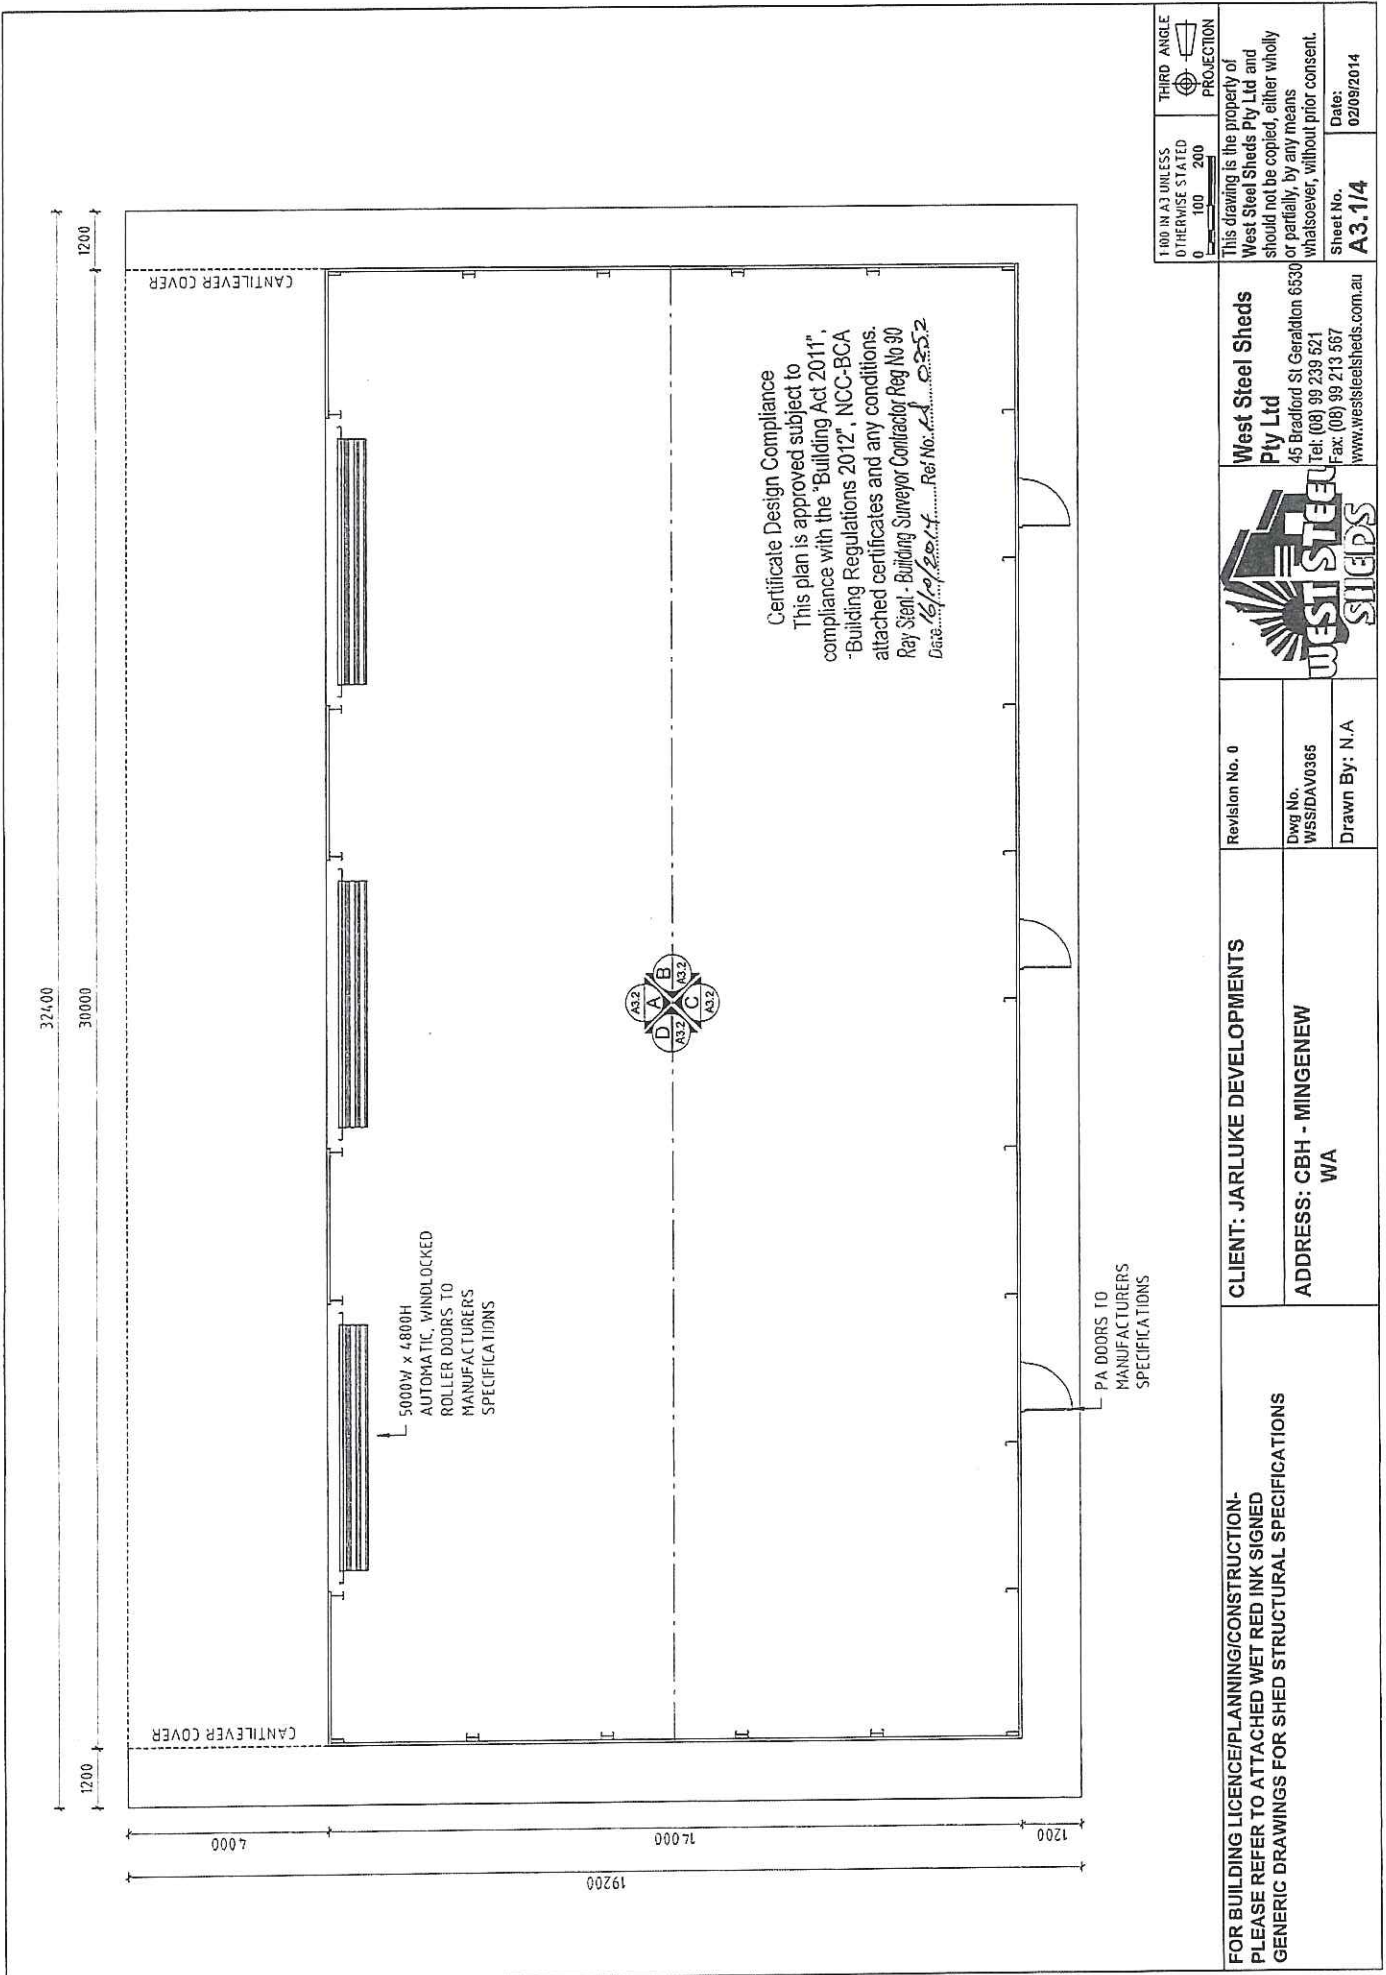 32400
1200
30000
1200
4000
14000
1200
19200
CANTILEVER COVER
CANTILEVER COVER
5000W x 4800H
AUTOMATIC, WINDLOCKED
ROLLER DOORS TO
MANUFACTURERS
SPECIFICATIONS
A3.2
A
B
A3.2
C
A3.2
D
A3.2
Certificate Design Compliance
This plan is approved subject to
compliance with the "Building Act 2011",
"Building Regulations 2012", NCC-BCA
attached certificates and any conditions.
Ray Stent - Building Surveyor Contractor Reg No 90
Date: 16/10/2014 Ref No: 0252
PA DOORS TO
MANUFACTURERS
SPECIFICATIONS
FOR BUILDING LICENCE/PLANNING/CONSTRUCTION-
PLEASE REFER TO ATTACHED WET RED INK SIGNED
GENERIC DRAWINGS FOR SHED STRUCTURAL SPECIFICATIONS
CLIENT: JARLUKE DEVELOPMENTS
ADDRESS: CBH - MINGENEW
WA
Revision No. 0
Dwg No.
WSS/DAV0365
Drawn By: N.A
WEST STEEL
SHEDS
West Steel Sheds
Pty Ltd
45 Bradford St Geraldton 6530
Tel: (08) 99 239 521
Fax: (08) 99 213 567
www.weststeelsheds.com.au
1:100 IN A3 UNLESS
OTHERWISE STATED
0 100 200
THIRD ANGLE
PROJECTION
This drawing is the property of
West Steel Sheds Pty Ltd and
should not be copied, either wholly
or partially, by any means
whatsoever, without prior consent.
Sheet No.
A3.1/4
Date:
02/09/2014